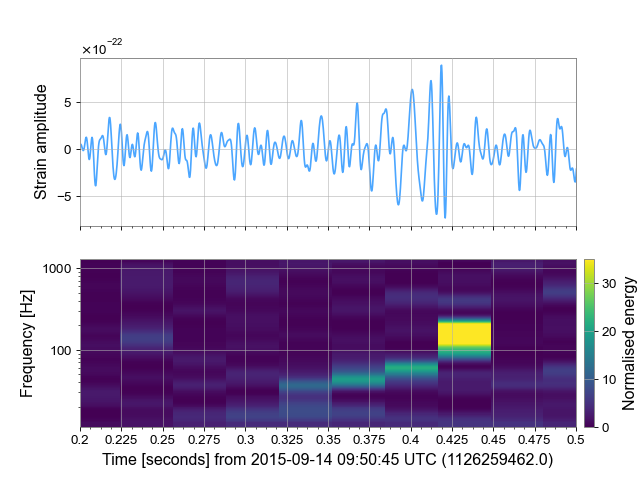 ×10⁻²²
Strain amplitude
5
0
−5
Frequency [Hz]
1000
100
0.2 0.225 0.25 0.275 0.3 0.325 0.35 0.375 0.4 0.425 0.45 0.475 0.5
Time [seconds] from 2015-09-14 09:50:45 UTC (1126259462.0)
30
20
10
0
Normalised energy